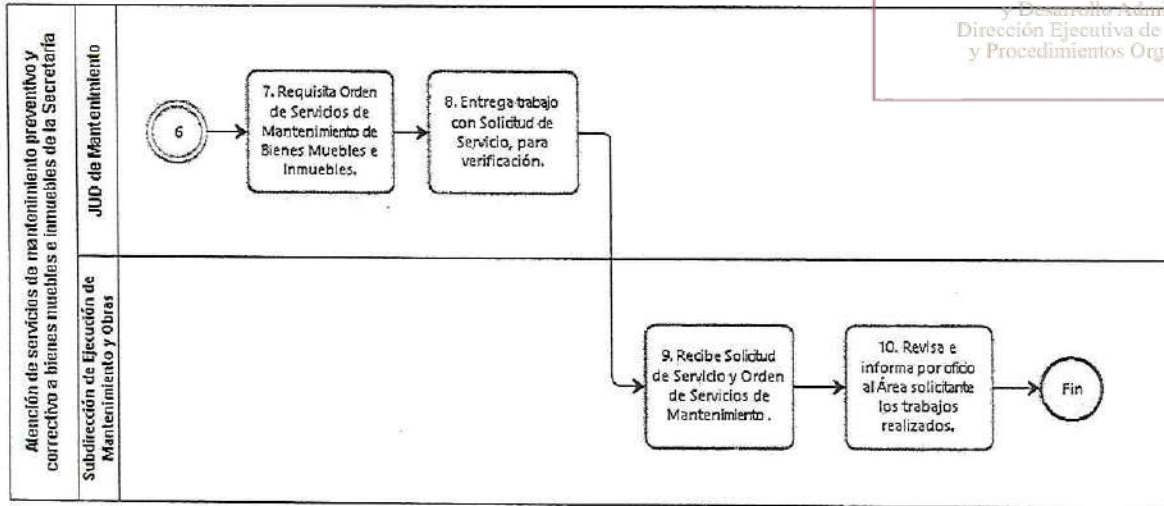 y Desarrollo Admi
Dirección Ejecutiva de
y Procedimientos Org
Atención de servicios de mantenimiento preventivo y
correctivo a bienes muebles e inmuebles de la Secretaría
JUD de Mantenimiento
6
7. Requisita Orden
de Servicios de
Mantenimiento de
Bienes Muebles e
Inmuebles.
8. Entrega trabajo
con Solicitud de
Servicio, para
verificación.
Subdirección de Ejecución de
Mantenimiento y Obras
9. Recibe Solicitud
de Servicio y Orden
de Servicios de
Mantenimiento .
10. Revisa e
informa por oficio
al Área solicitante
los trabajos
realizados.
Fin